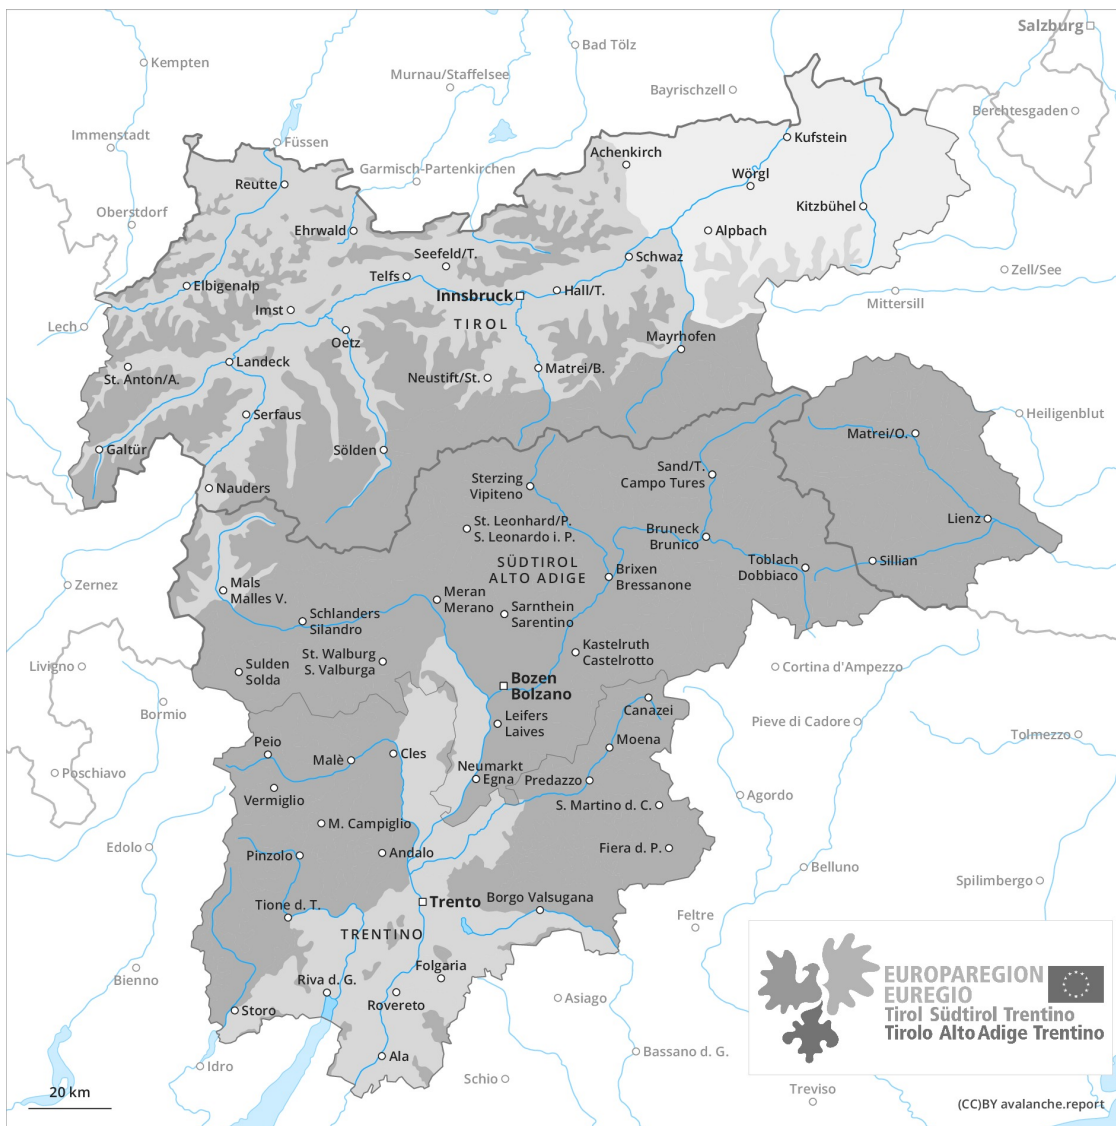 Salzburg
Bad Tölz
Kempten
Murnau/Staffelsee
Bayrischzell
Berchtesgaden
Immenstadt
Füssen
Kufstein
Achenkirch
Garmisch-Partenkirchen
Wörgl
Reutte
Kitzbühel
Oberstdorf
Ehrwald
Alpbach
Seefeld/T.
Schwaz
Zell/See
Telfs
Elbigenalp
Innsbruck
Hall/T.
Mittersill
Imst
TIROL
Lech
Oetz
Mayrhofen
Landeck
Matrei/B.
St. Anton/A.
Neustift/St.
Serfaus
Heiligenblut
Matrei/O.
Galtür
Sölden
Sand/T.
Campo Tures
Sterzing
Vipiteno
Nauders
Lienz
St. Leonhard/P.
S. Leonardo i. P.
Bruneck
Brunico
SÜDTIROL
ALTO ADIGE
Toblach
Dobbiaco
Sillian
Brixen
Bressanone
Zernez
Mals
Malles V.
Meran
Merano
Sarnthein
Sarentino
Schlanders
Silandro
Kastelruth
Castelrotto
St. Walburg
S. Valburga
Livigno
Sulden
Solda
Cortina d'Ampezzo
Bozen
Bolzano
Bormio
Canazei
Leifers
Laives
Pieve di Cadore
Tolmezzo
Peio
Moena
Malè
Cles
Poschiavo
Neumarkt
Egna
Predazzo
Vermiglio
Agordo
S. Martino d. C.
M. Campiglio
Edolo
Pinzolo
Andalo
Fiera d. P.
Belluno
Spilimbergo
Tione d. T.
Trento
Borgo Valsugana
Feltre
TRENTINO
Bienno
Folgaria
Riva d. G.
Rovereto
Asiago
Storo
EUROPAREGION
EUREGIO
Tirol Südtirol Trentino
Tirolo Alto Adige Trentino
Ala
Bassano d. G.
Idro
Schio
Treviso
20 km
(CC)BY avalanche.report